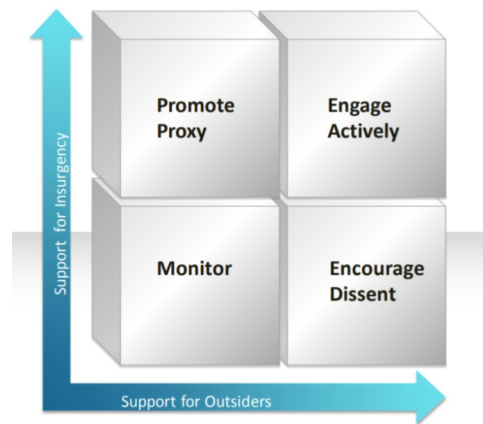 Promote
Proxy
Engage
Actively
Support for Insurgency
Monitor
Encourage
Dissent
Support for Outsiders